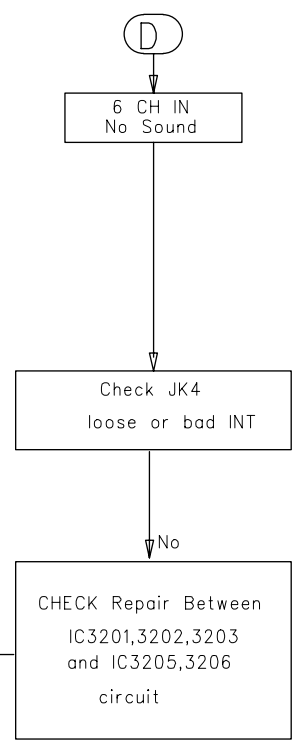 D
6 CH IN
No Sound
Check JK4
loose or bad INT
No
CHECK Repair Between
IC3201,3202,3203
and IC3205,3206
circuit